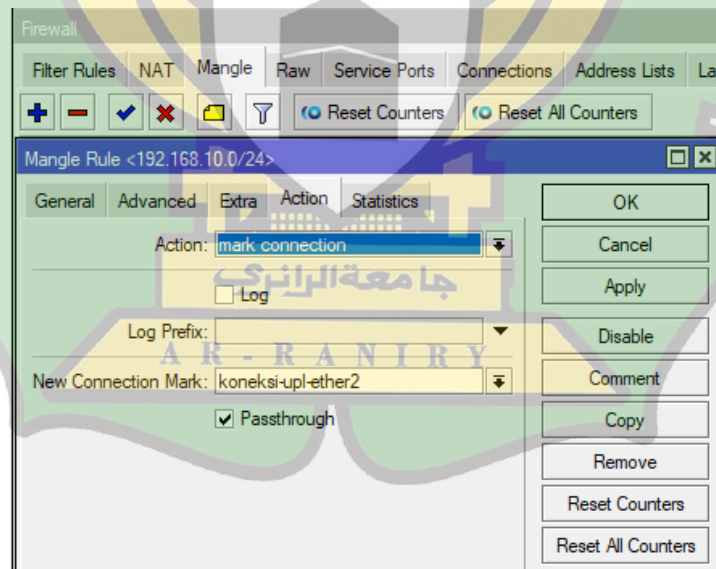 Firewall
Filter Rules NAT Mangle Raw Service Ports Connections Address Lists La
Reset Counters Reset All Counters
Mangle Rule <192.168.10.0/24>
General Advanced Extra Action Statistics
OK
Action: mark connection
Cancel
جامعة الرانري
Log
Apply
Log Prefix:
Disable
AR-RANIRY
New Connection Mark: koneksi-upl-ether2
Comment
Passthrough
Copy
Remove
Reset Counters
Reset All Counters